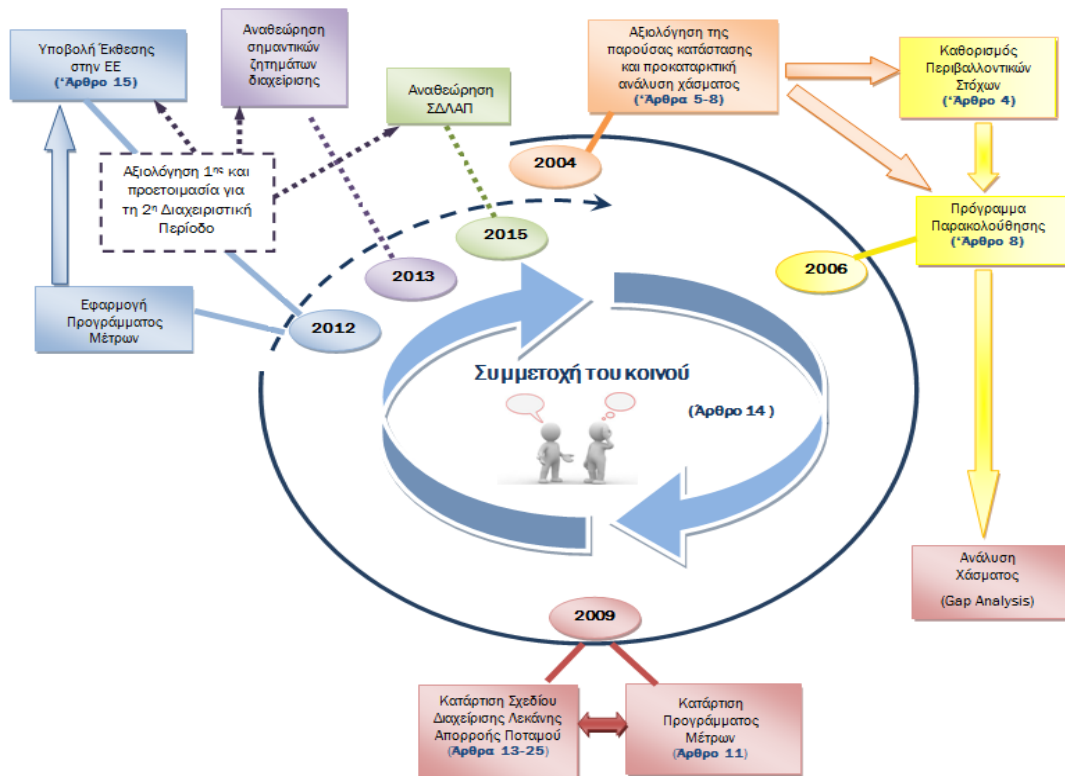 Υποβολή Έκθεσης
στην ΕΕ
(‘Άρθρο 15)
Αναθεώρηση
σημαντικών
ζητημάτων
διαχείρισης
Αναθεώρηση
ΣΔΛΑΠ
Αξιολόγηση της
παρούσας κατάστασης
και προκαταρκτική
ανάλυση χάσματος
(‘Άρθρα 5-8)
Καθορισμός
Περιβαλλοντικών
Στόχων
(‘Άρθρο 4)
Αξιολόγηση 1ης και
προετοιμασία για
τη 2η Διαχειριστική
Περίοδο
2004
2015
2013
2012
2006
Πρόγραμμα
Παρακολούθησης
(‘Άρθρο 8)
Εφαρμογή
Προγράμματος
Μέτρων
Συμμετοχή του κοινού
(Άρθρο 14 )
Ανάλυση
Χάσματος
(Gap Analysis)
2009
Κατάρτιση Σχεδίου
Διαχείρισης Λεκάνης
Απορροής Ποταμού
(Άρθρα 13-25)
Κατάρτιση
Προγράμματος
Μέτρων
(Άρθρο 11)